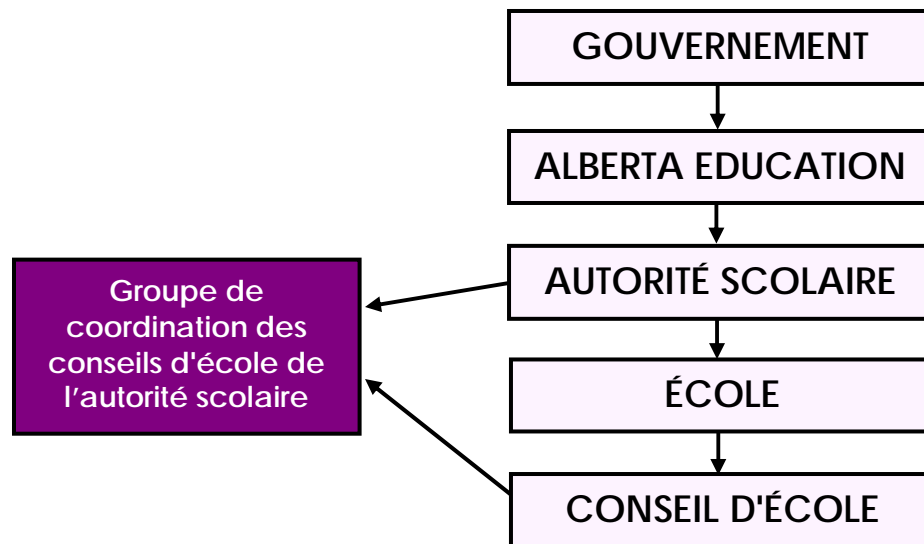 GOUVERNEMENT
ALBERTA EDUCATION
AUTORITÉ SCOLAIRE
Groupe de
coordination des
conseils d'école de
l’autorité scolaire
ÉCOLE
CONSEIL D'ÉCOLE